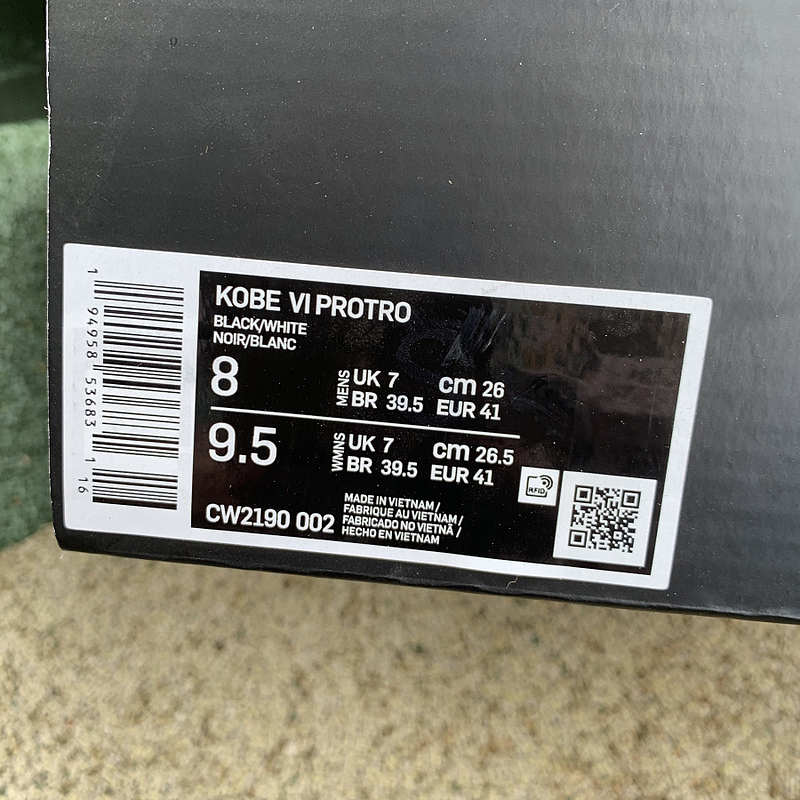 KOBE VI PROTRO
BLACK/WHITE
NOIR/BLANC
8 MENS UK 7 cm 26
BR 39.5 EUR 41
9.5 WMNS UK 7 cm 26.5
BR 39.5 EUR 41
CW2190 002
MADE IN VIETNAM /
FABRIQUE AU VIETNAM /
FABRICADO NO VIETNÃ /
HECHO EN VIETNAM
RFID
1 94958 53683 1 16